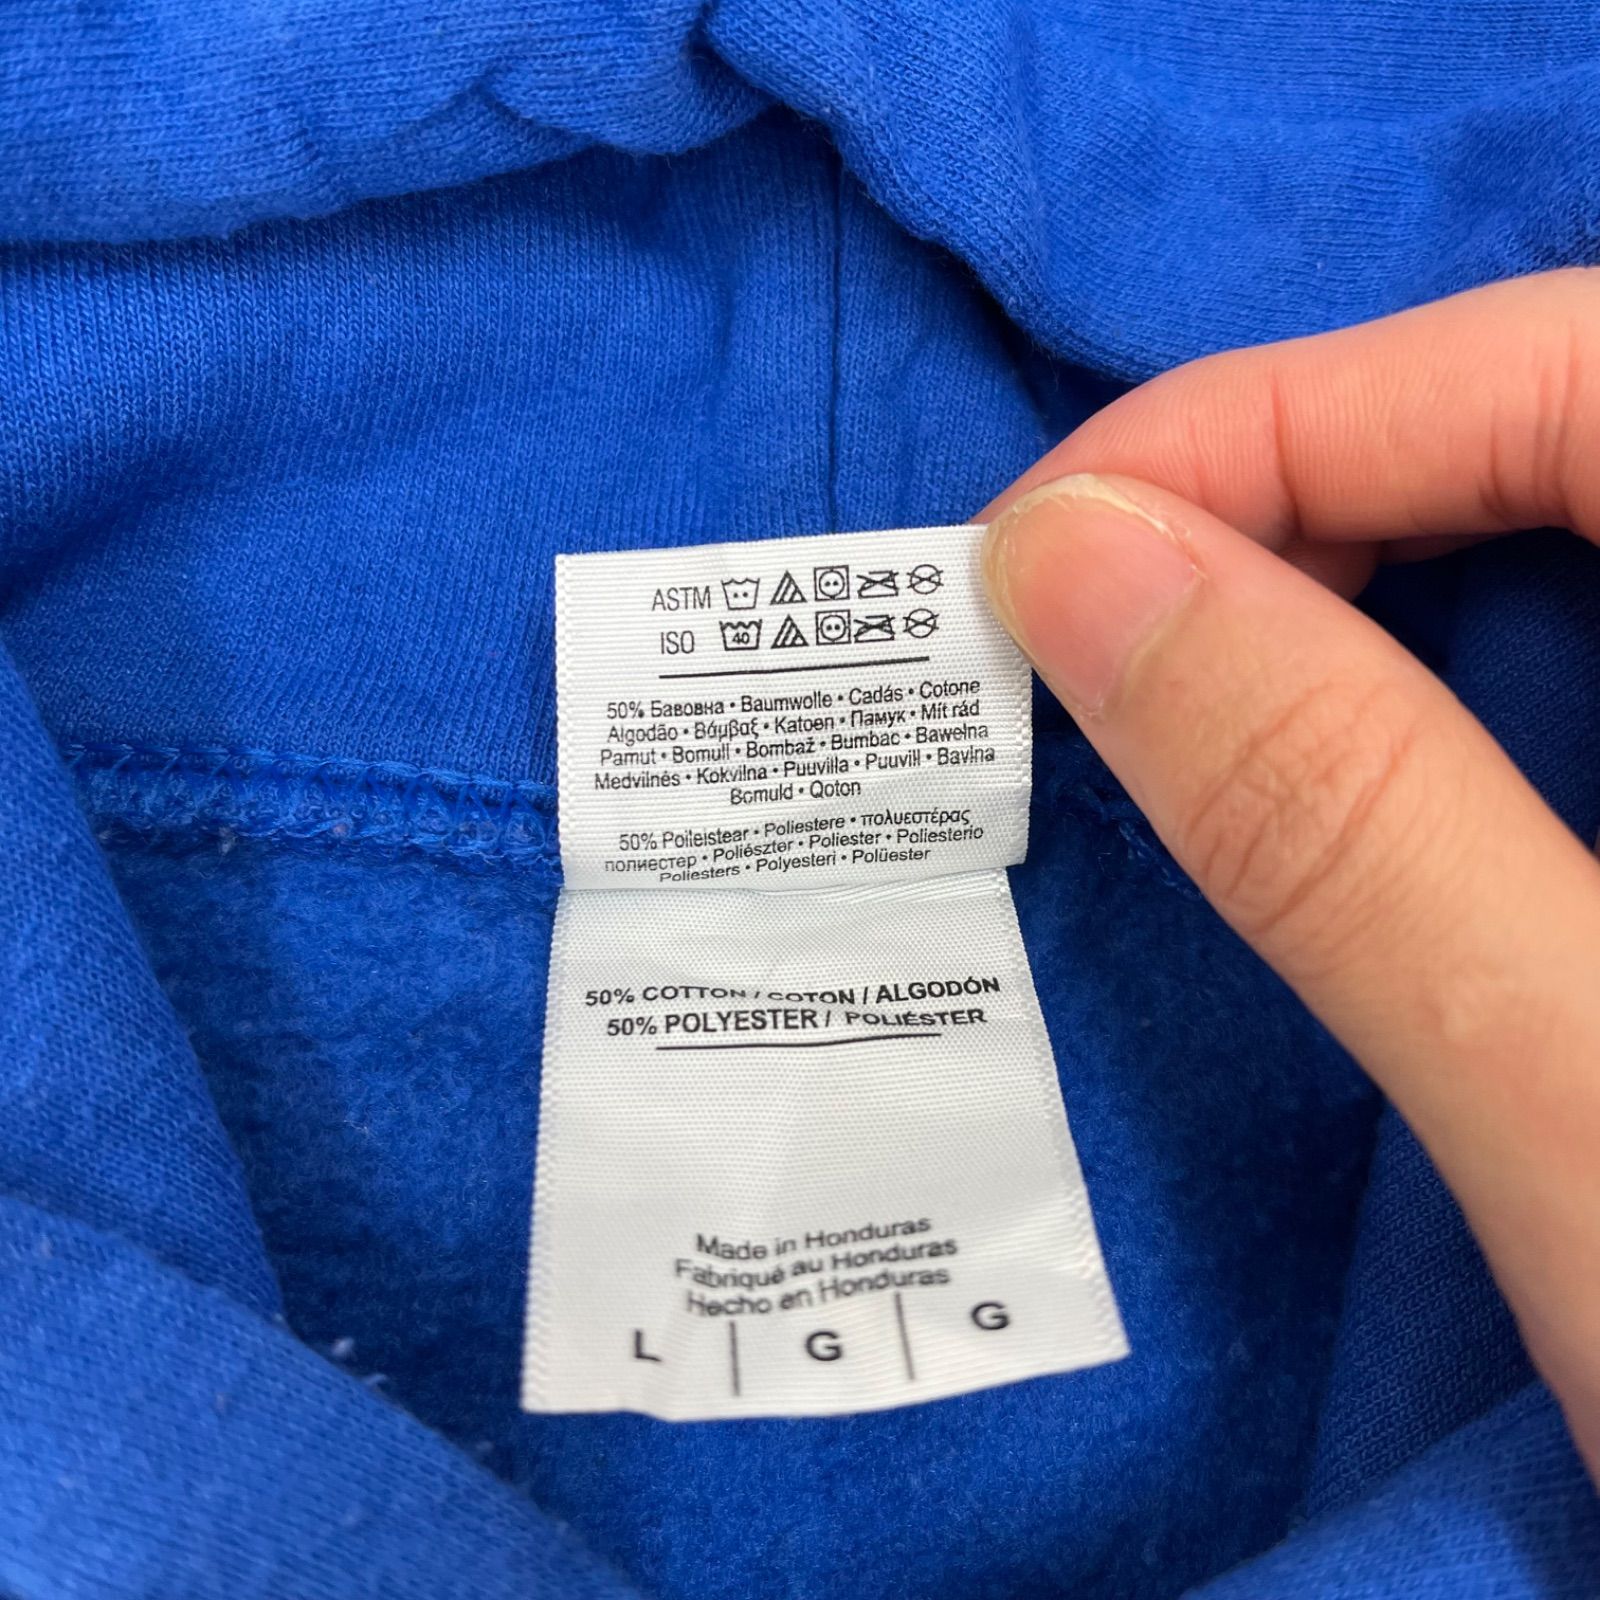 ASTM
ISO 40
50% Бавовна • Baumwolle • Cadás • Cotone
Algodão • Βάμβαξ • Katoen • Памук • Mit rád
Pamut • Bomull • Bombaž • Bumbac • Bawełna
Medvilnės • Kokvilna • Puuvilla • Puuvill • Bavlna
Bomuld • Qoton
50% Poileistear • Poliestere • πολυεστέρας
полиестер • Poliészter • Poliester • Poliesterio
Poliesters • Polyesteri • Polüester
50% COTTON / COTON / ALGODÓN
50% POLYESTER / POLIÉSTER
Made in Honduras
Fabriqué au Honduras
Hecho en Honduras
L | G | G